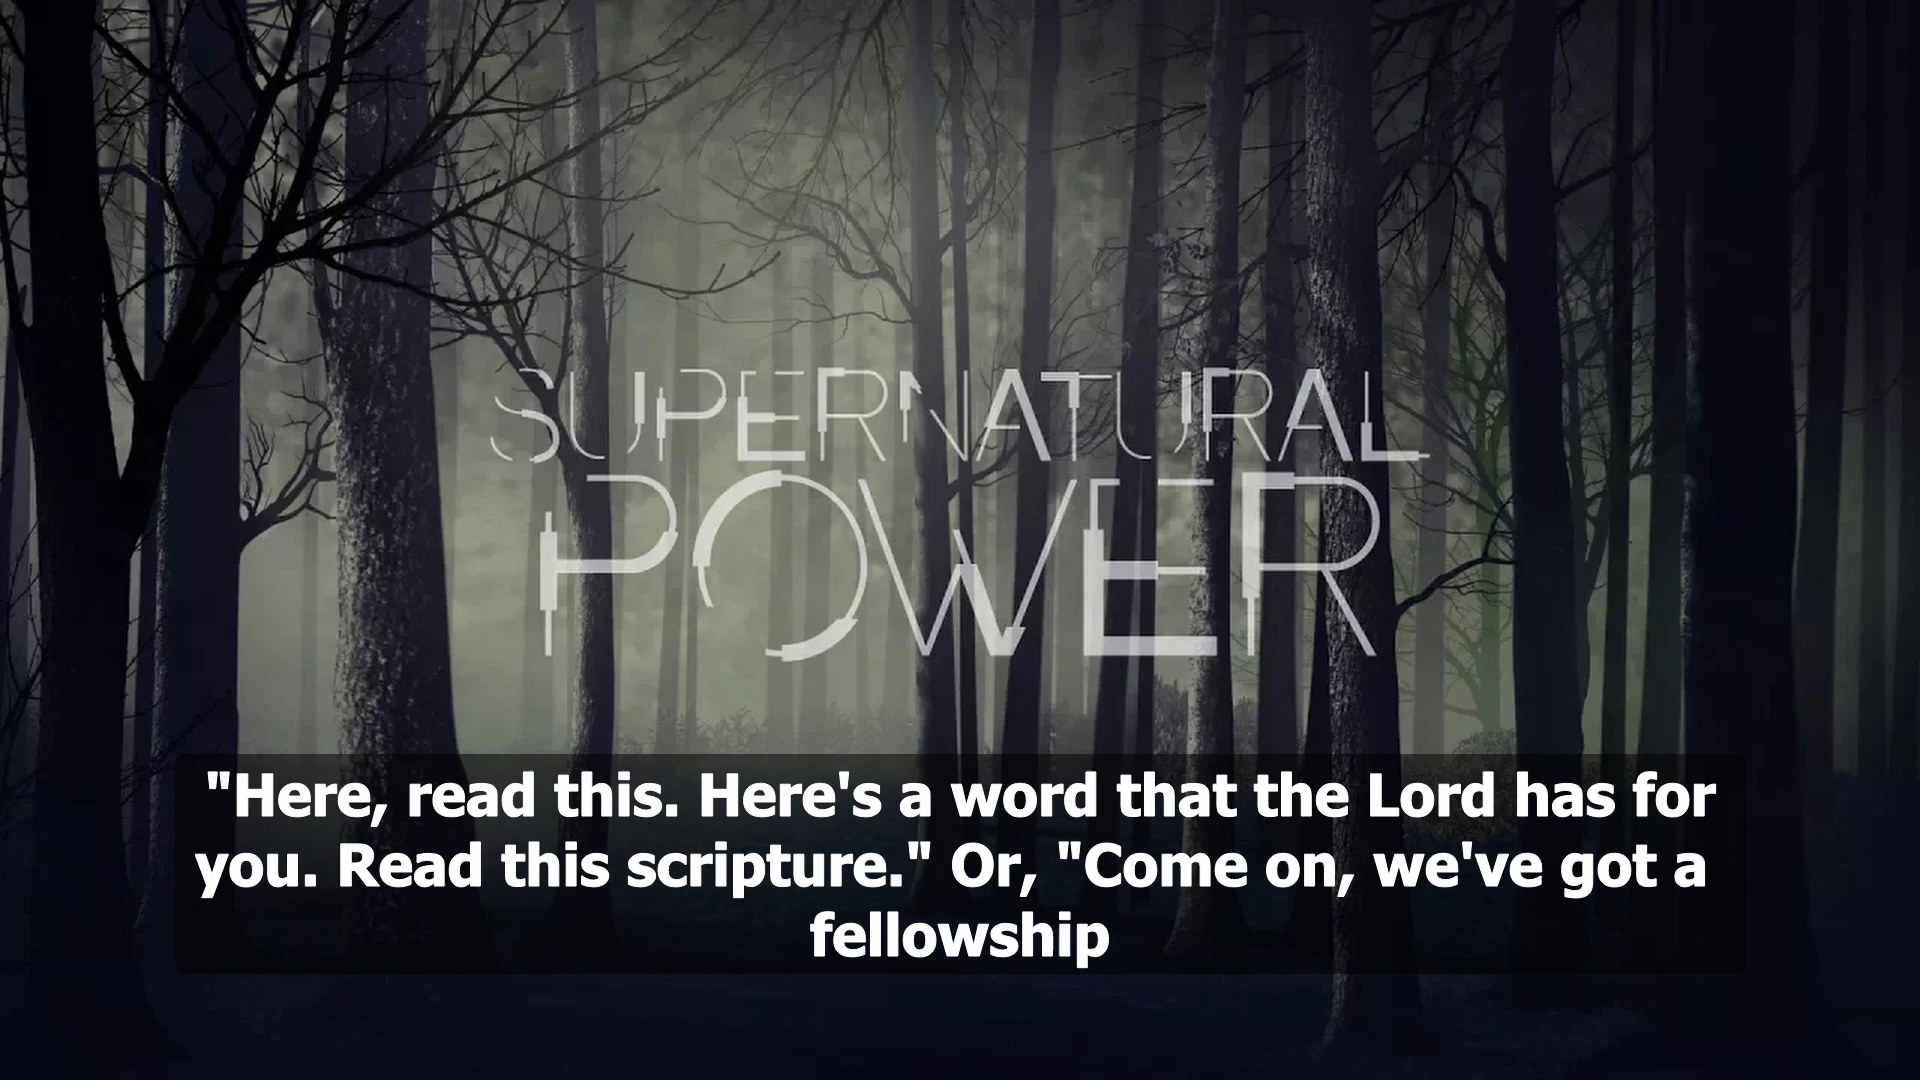 SUPERNATURAL
POWER
"Here, read this. Here's a word that the Lord has for
you. Read this scripture." Or, "Come on, we've got a
fellowship